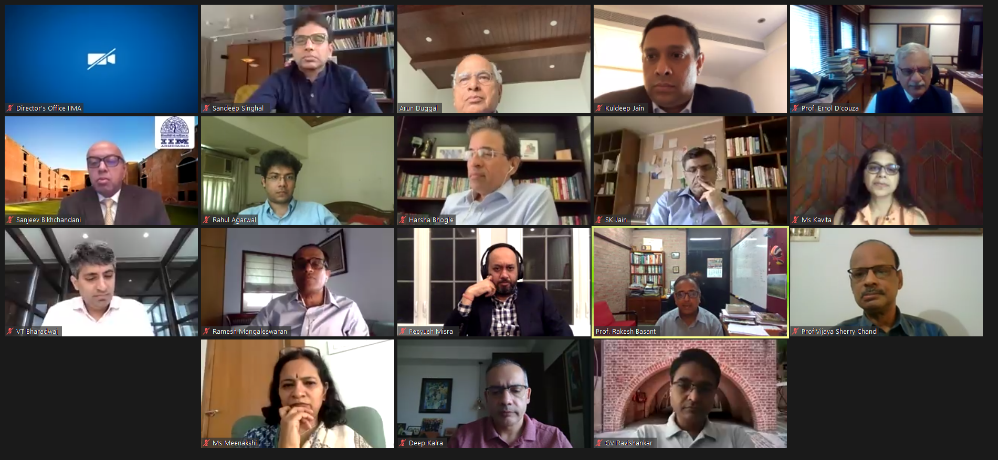 Director's Office IIMA
Sandeep Singhal
Arun Duggal
Kuldeep Jain
Prof. Errol D'couza
IIM
AHMEDABAD
Sanjeev Bikhchandani
Rahul Agarwal
Harsha Bhogle
SK Jain
Ms Kavita
VT Bharadwaj
Ramesh Mangaleswaran
Peeyush Misra
Prof. Rakesh Basant
Prof.Vijaya Sherry Chand
Ms Meenakshi
Deep Kalra
GV Ravishankar